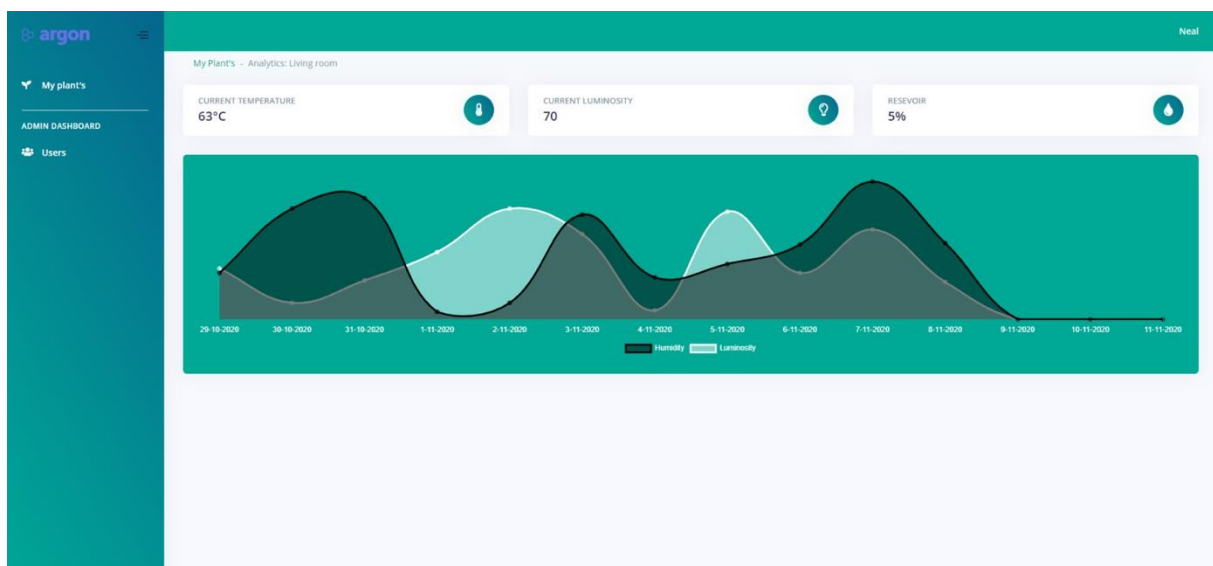 argon
Neal
My Plant's - Analytics: Living room
My plant's
ADMIN DASHBOARD
Users
CURRENT TEMPERATURE
63°C
CURRENT LUMINOSITY
70
RESEVOIR
5%
29-10-2020 30-10-2020 31-10-2020 1-11-2020 2-11-2020 3-11-2020 4-11-2020 5-11-2020 6-11-2020 7-11-2020 8-11-2020 9-11-2020 10-11-2020 11-11-2020
Humidity Luminosity